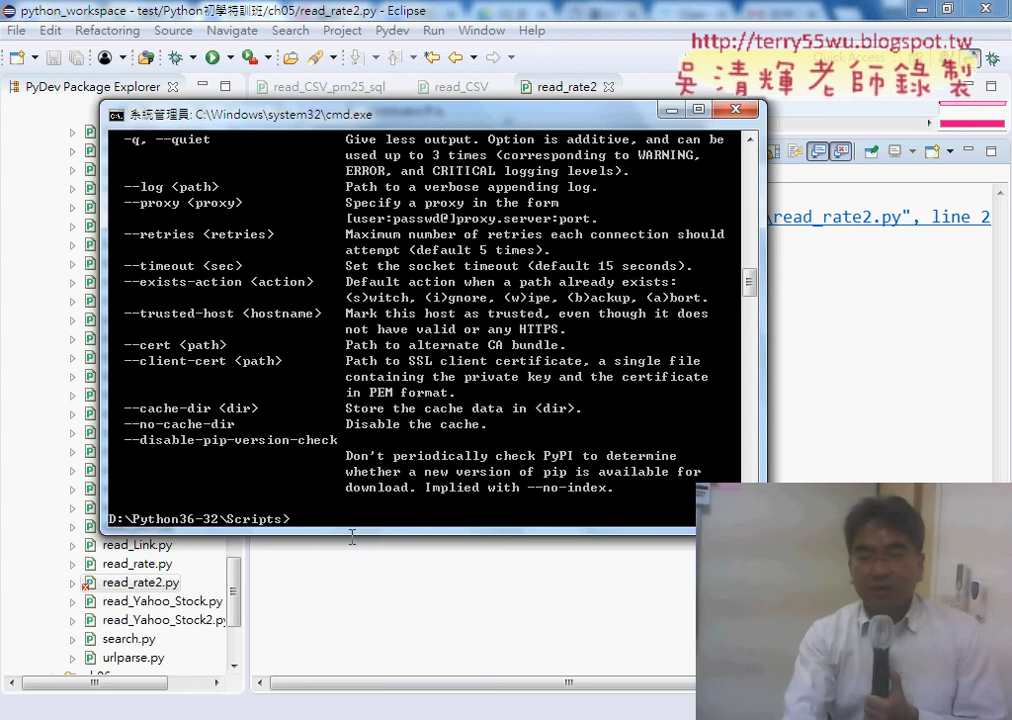 python_workspace - test/Python初學特訓班/ch05/read_rate2.py - Eclipse
File Edit Refactoring Source Navigate Search Project Pydev Run Window Help
http://terry55wu.blogspot.tw
Quick Access
吳清輝老師錄製
PyDev Package Explorer
read_CSV_pm25_sql
read_CSV
read_rate2
系統管理員: C:\Windows\system32\cmd.exe
-q, --quiet Give less output. Option is additive, and can be
used up to 3 times (corresponding to WARNING,
ERROR, and CRITICAL logging levels).
--log <path> Path to a verbose appending log.
--proxy <proxy> Specify a proxy in the form
[user:passwd@]proxy.server:port.
--retries <retries> Maximum number of retries each connection should
attempt (default 5 times).
--timeout <sec> Set the socket timeout (default 15 seconds).
--exists-action <action> Default action when a path already exists:
(s)witch, (i)gnore, (w)ipe, (b)ackup, (a)bort.
--trusted-host <hostname> Mark this host as trusted, even though it does
not have valid or any HTTPS.
--cert <path> Path to alternate CA bundle.
--client-cert <path> Path to SSL client certificate, a single file
containing the private key and the certificate
in PEM format.
--cache-dir <dir> Store the cache data in <dir>.
--no-cache-dir Disable the cache.
--disable-pip-version-check
Don't periodically check PyPI to determine
whether a new version of pip is available for
download. Implied with --no-index.
D:\Python36-32\Scripts>
\read_rate2.py", line 2
read_Link.py
read_rate.py
read_rate2.py
read_Yahoo_Stock.py
read_Yahoo_Stock2.py
search.py
urlparse.py